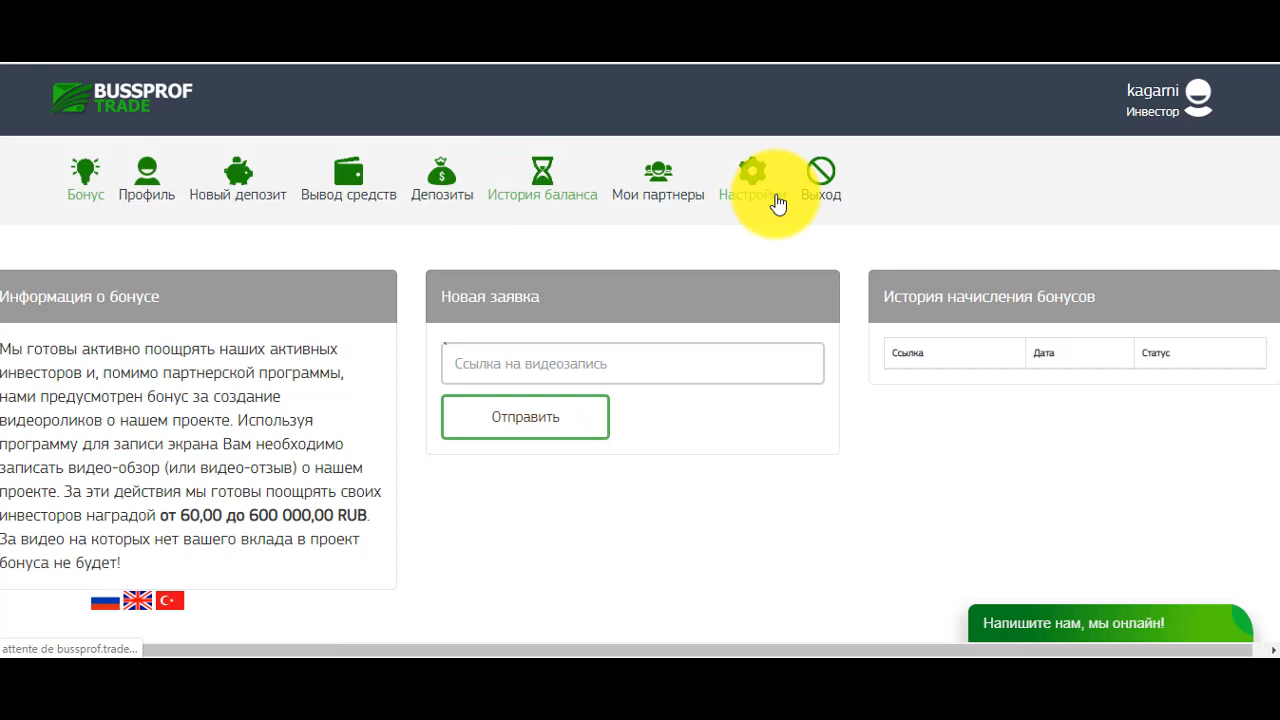 BUSSPROF
TRADE
kagarni
Инвестор
Бонус
Профиль
Новый депозит
Вывод средств
Депозиты
История баланса
Мои партнеры
Настройки
Выход
Информация о бонусе
Мы готовы активно поощрять наших активных
инвесторов и, помимо партнерской программы,
нами предусмотрен бонус за создание
видеороликов о нашем проекте. Используя
программу для записи экрана Вам необходимо
записать видео-обзор (или видео-отзыв) о нашем
проекте. За эти действия мы готовы поощрять своих
инвесторов наградой от 60,00 до 600 000,00 RUB.
За видео на которых нет вашего вклада в проект
бонуса не будет!
Новая заявка
Ссылка на видеозапись
Отправить
История начисления бонусов
Ссылка
Дата
Статус
Напишите нам, мы онлайн!
attente de bussprof.trade...